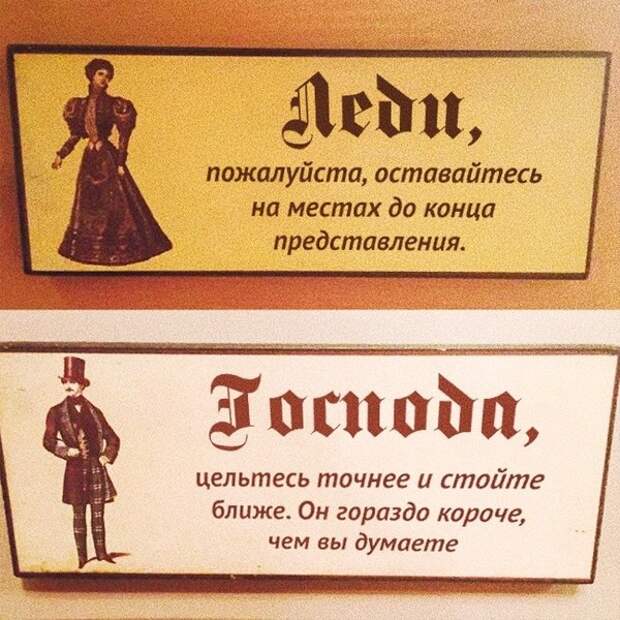 Леди,
пожалуйста, оставайтесь
на местах до конца
представления.
Господа,
цельтесь точнее и стойте
ближе. Он гораздо короче,
чем вы думаете